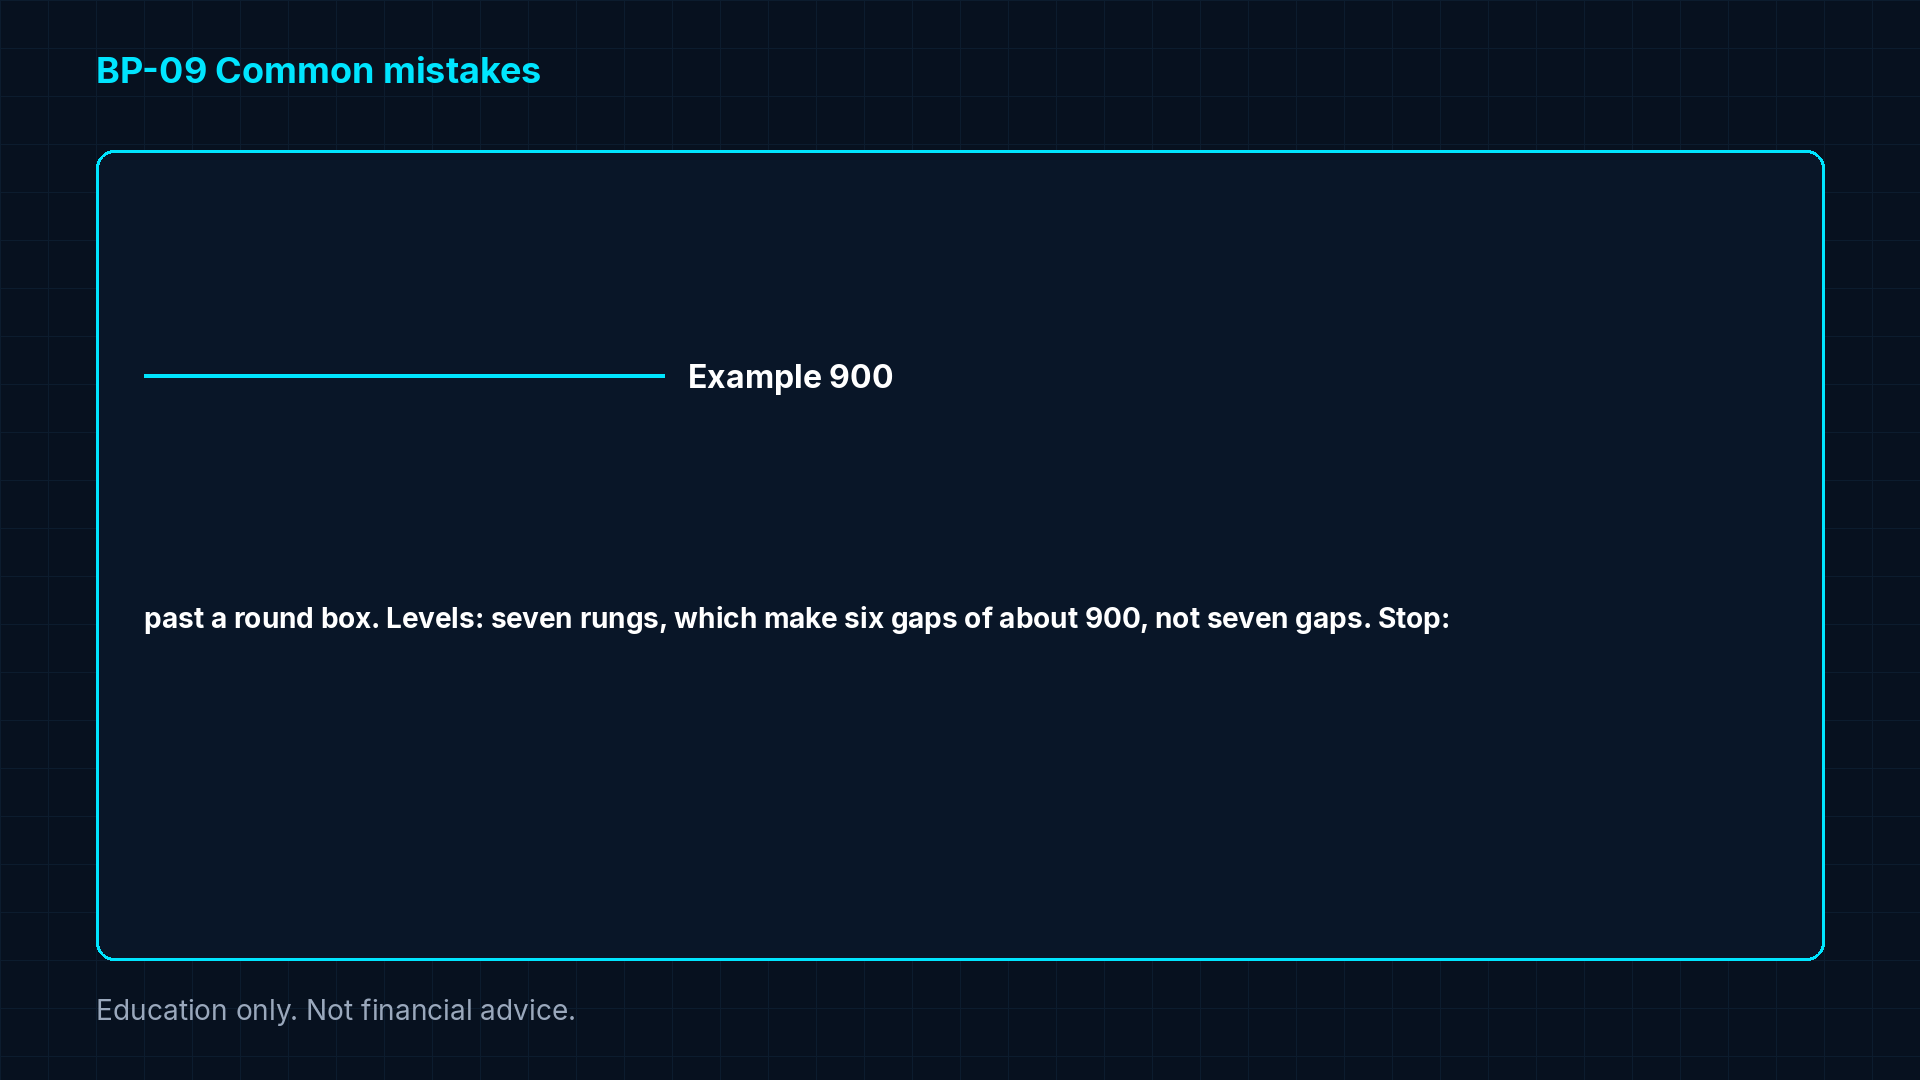 BP-09 Common mistakes
Example 900
past a round box. Levels: seven rungs, which make six gaps of about 900, not seven gaps. Stop:
Education only. Not financial advice.